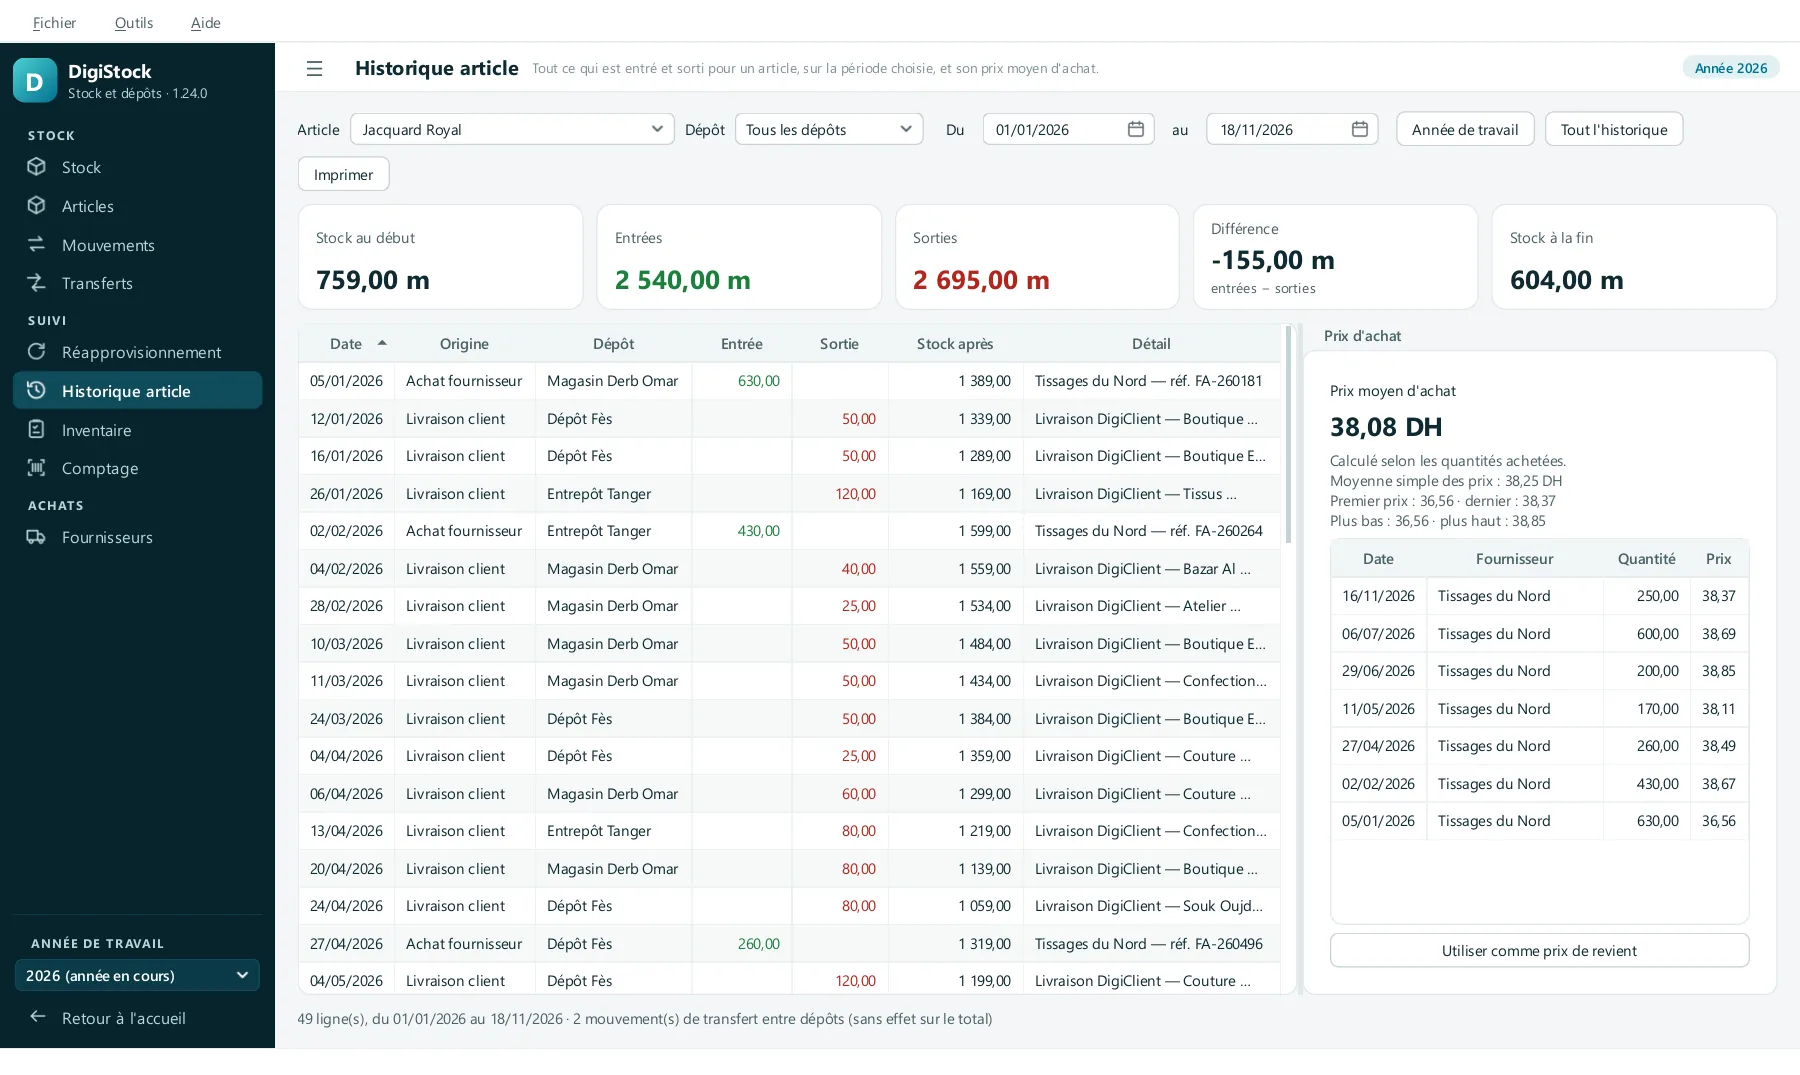 Fichier Outils Aide
D DigiStock
Stock et dépôts · 1.24.0
STOCK
Stock
Articles
Mouvements
Transferts
SUIVI
Réapprovisionnement
Historique article
Inventaire
Comptage
ACHATS
Fournisseurs
ANNÉE DE TRAVAIL
2026 (année en cours)
Retour à l'accueil
Historique article Tout ce qui est entré et sorti pour un article, sur la période choisie, et son prix moyen d'achat. Année 2026
Article Jacquard Royal Dépôt Tous les dépôts Du 01/01/2026 au 18/11/2026 Année de travail Tout l'historique
Imprimer
Stock au début
759,00 m
Entrées
2 540,00 m
Sorties
2 695,00 m
Différence
-155,00 m
entrées – sorties
Stock à la fin
604,00 m
Date Origine Dépôt Entrée Sortie Stock après Détail
05/01/2026 Achat fournisseur Magasin Derb Omar 630,00 1 389,00 Tissages du Nord — réf. FA-260181
12/01/2026 Livraison client Dépôt Fès 50,00 1 339,00 Livraison DigiClient — Boutique ...
16/01/2026 Livraison client Dépôt Fès 50,00 1 289,00 Livraison DigiClient — Boutique E...
26/01/2026 Livraison client Entrepôt Tanger 120,00 1 169,00 Livraison DigiClient — Tissus ...
02/02/2026 Achat fournisseur Entrepôt Tanger 430,00 1 599,00 Tissages du Nord — réf. FA-260264
04/02/2026 Livraison client Magasin Derb Omar 40,00 1 559,00 Livraison DigiClient — Bazar Al ...
28/02/2026 Livraison client Magasin Derb Omar 25,00 1 534,00 Livraison DigiClient — Atelier ...
10/03/2026 Livraison client Magasin Derb Omar 50,00 1 484,00 Livraison DigiClient — Boutique E...
11/03/2026 Livraison client Magasin Derb Omar 50,00 1 434,00 Livraison DigiClient — Confection...
24/03/2026 Livraison client Dépôt Fès 50,00 1 384,00 Livraison DigiClient — Boutique E...
04/04/2026 Livraison client Dépôt Fès 25,00 1 359,00 Livraison DigiClient — Couture ...
06/04/2026 Livraison client Magasin Derb Omar 60,00 1 299,00 Livraison DigiClient — Couture ...
13/04/2026 Livraison client Entrepôt Tanger 80,00 1 219,00 Livraison DigiClient — Confection...
20/04/2026 Livraison client Magasin Derb Omar 80,00 1 139,00 Livraison DigiClient — Boutique ...
24/04/2026 Livraison client Dépôt Fès 80,00 1 059,00 Livraison DigiClient — Souk Oujd...
27/04/2026 Achat fournisseur Dépôt Fès 260,00 1 319,00 Tissages du Nord — réf. FA-260496
04/05/2026 Livraison client Dépôt Fès 120,00 1 199,00 Livraison DigiClient — Couture ...
49 ligne(s), du 01/01/2026 au 18/11/2026 · 2 mouvement(s) de transfert entre dépôts (sans effet sur le total)
Prix d'achat
Prix moyen d'achat
38,08 DH
Calculé selon les quantités achetées.
Moyenne simple des prix : 38,25 DH
Premier prix : 36,56 · dernier : 38,37
Plus bas : 36,56 · plus haut : 38,85
Date Fournisseur Quantité Prix
16/11/2026 Tissages du Nord 250,00 38,37
06/07/2026 Tissages du Nord 600,00 38,69
29/06/2026 Tissages du Nord 200,00 38,85
11/05/2026 Tissages du Nord 170,00 38,11
27/04/2026 Tissages du Nord 260,00 38,49
02/02/2026 Tissages du Nord 430,00 38,67
05/01/2026 Tissages du Nord 630,00 36,56
Utiliser comme prix de revient